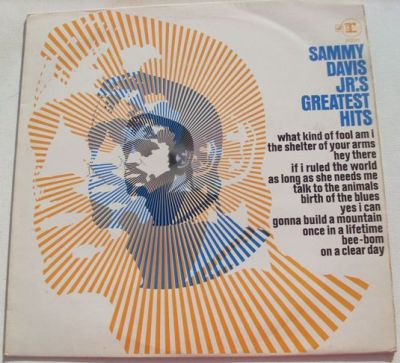 SAMMY
DAVIS
JR.'S
GREATEST
HITS
what kind of fool am i
the shelter of your arms
hey there
if i ruled the world
as long as she needs me
talk to the animals
birth of the blues
yes i can
gonna build a mountain
once in a lifetime
bee-bom
on a clear day